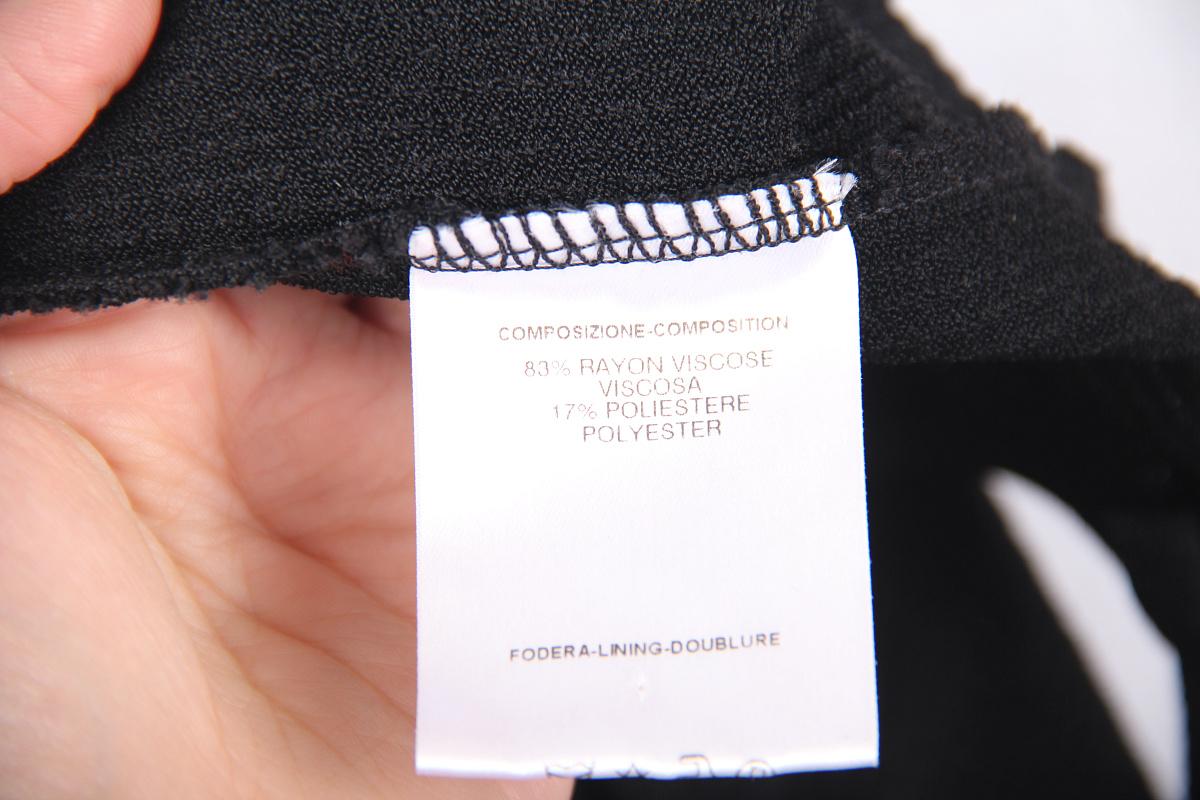 COMPOSIZIONE-COMPOSITION
83% RAYON VISCOSE
VISCOSA
17% POLIESTERE
POLYESTER
FODERA-LINING-DOUBLURE